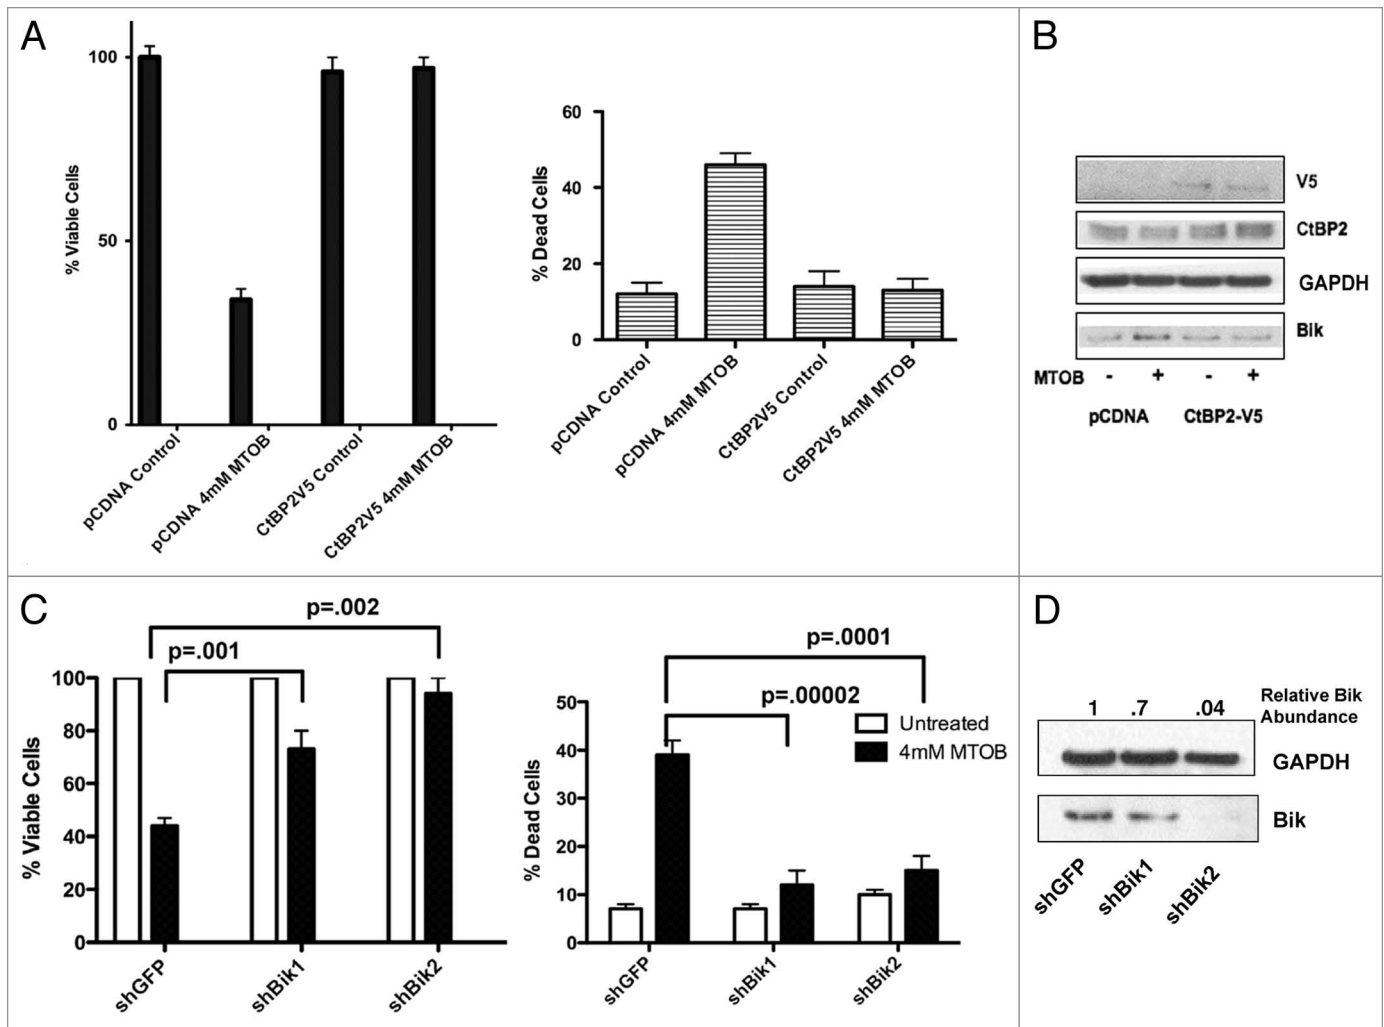 A
% Viable Cells
100
50
0
pCDNA Control
pCDNA 4mM MTOB
CtBP2V5 Control
CtBP2V5 4mM MTOB
% Dead Cells
60
40
20
0
pCDNA Control
pCDNA 4mM MTOB
CtBP2V5 Control
CtBP2V5 4mM MTOB
B
V5
CtBP2
GAPDH
Bik
MTOB - + - +
pCDNA CtBP2-V5
C
p=.002
p=.001
% Viable Cells
100
80
60
40
20
0
shGFP
shBik1
shBik2
p=.0001
p=.00002
Untreated
4mM MTOB
% Dead Cells
50
40
30
20
10
0
shGFP
shBik1
shBik2
D
1 .7 .04 Relative Bik
Abundance
GAPDH
Bik
shGFP
shBik1
shBik2